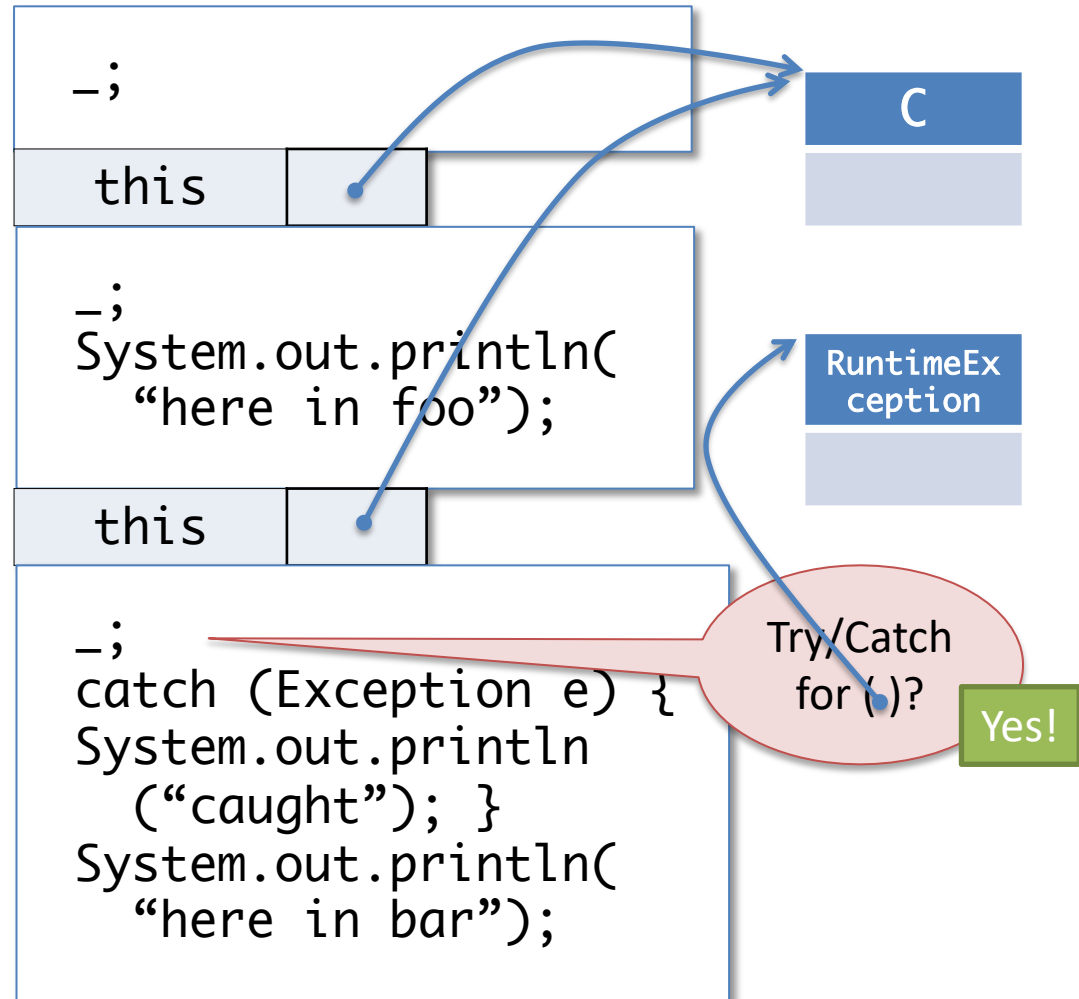 _;
this
C
_;
System.out.println(
“here in foo”);
RuntimeEx
ception
this
_;
catch (Exception e) {
System.out.println
(“caught”); }
System.out.println(
“here in bar”);
Try/Catch
for ( )?
Yes!